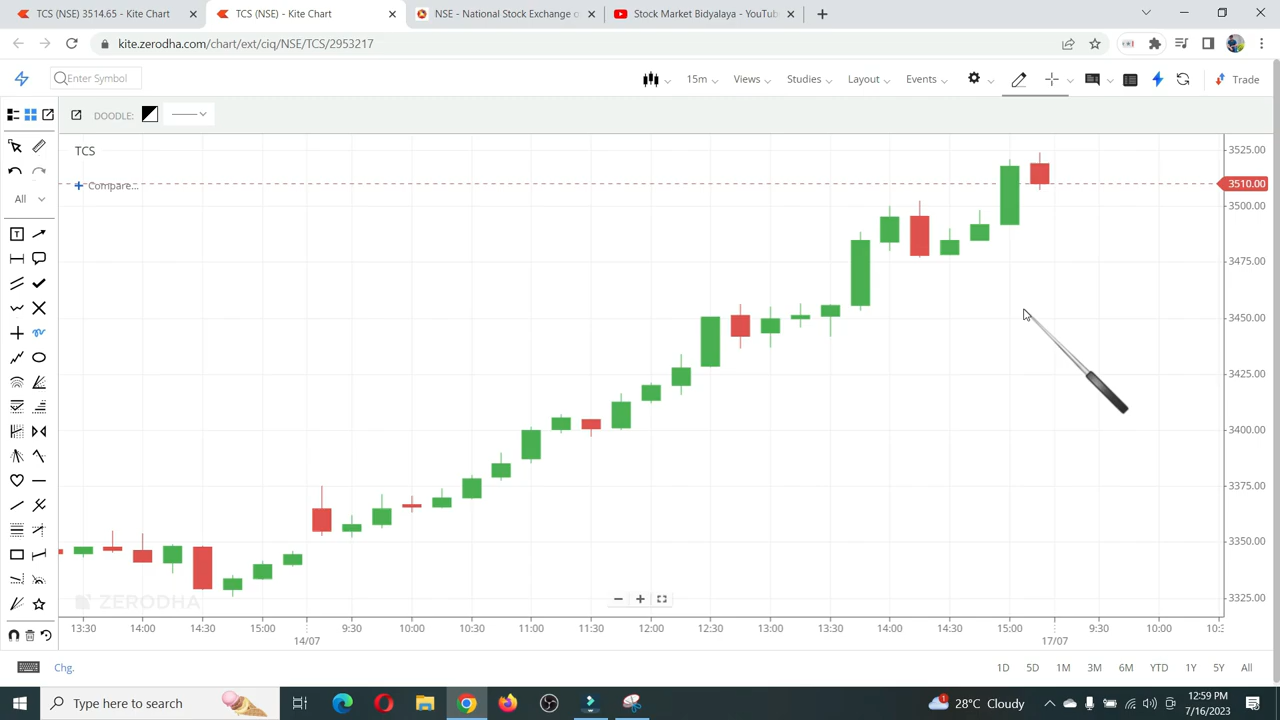 TCS (NSE) 3514.65 - Kite Chart
TCS (NSE) - Kite Chart
NSE - National Stock Exchange o
Stock Market Bidyalaya - YouTub
kite.zerodha.com/chart/ext/ciq/NSE/TCS/2953217
Enter Symbol
15m
Views
Studies
Layout
Events
Trade
DOODLE:
TCS
Compare...
All
T
3525.00
3510.00
3500.00
3475.00
3450.00
3425.00
3400.00
3375.00
3350.00
3325.00
ZERODHA
13:30 14:00 14:30 15:00 9:30 10:00 10:30 11:00 11:30 12:00 12:30 13:00 13:30 14:00 14:30 15:00 9:30 10:00
14/07 17/07
Chg.
1D 5D 1M 3M 6M YTD 1Y 5Y All
Type here to search
1
28°C Cloudy
12:59 PM
7/16/2023